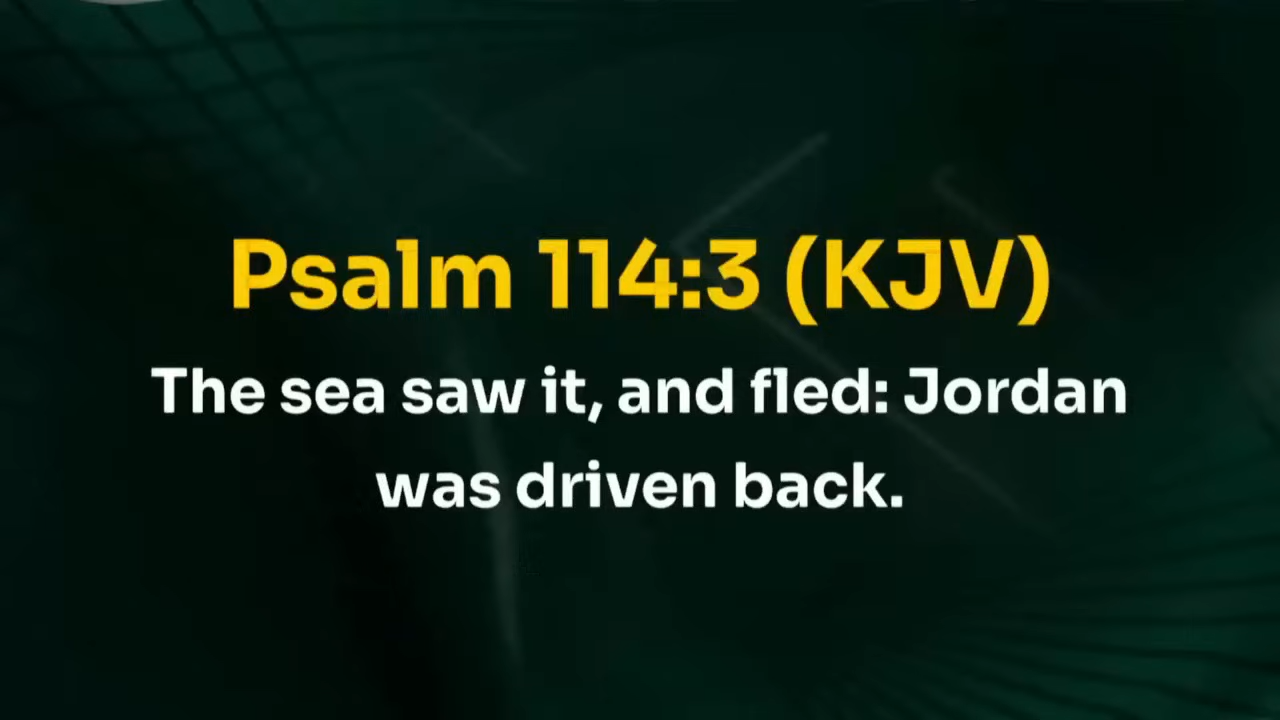 Psalm 114:3 (KJV)
The sea saw it, and fled: Jordan
was driven back.